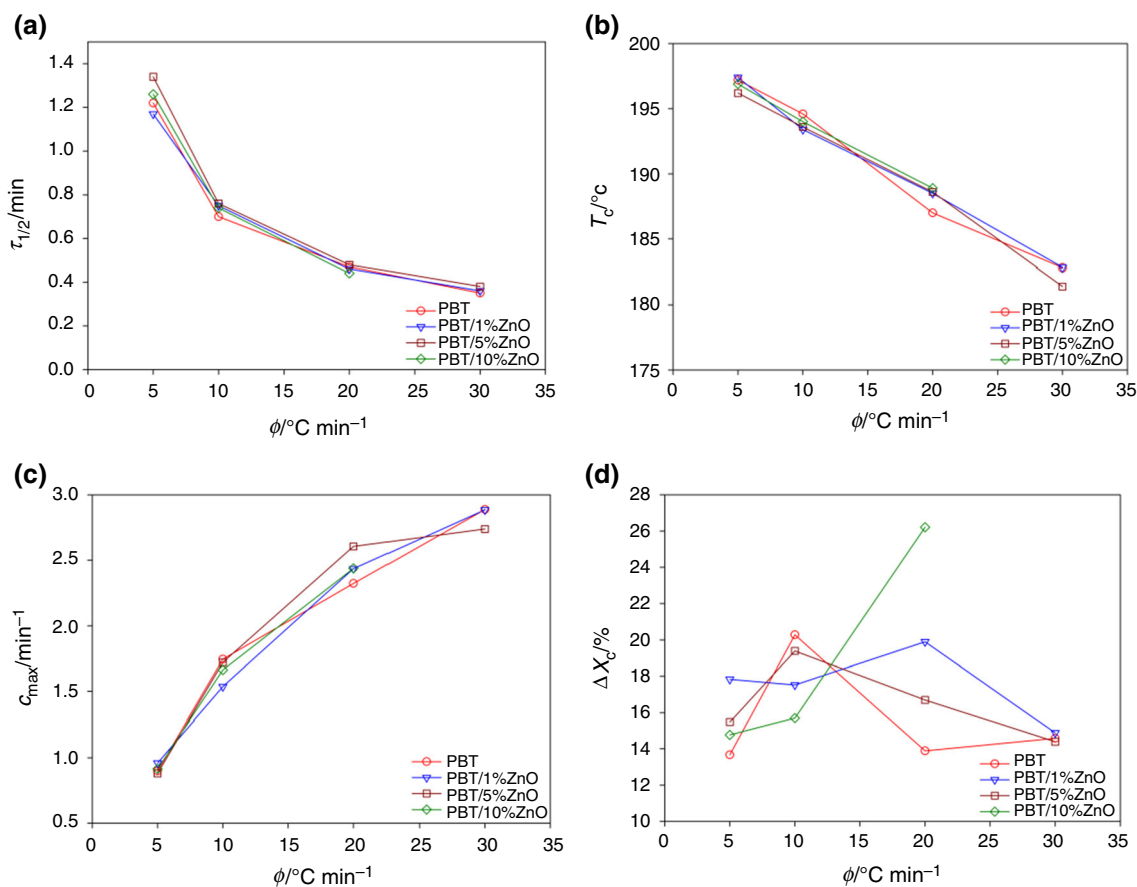 (a)
1.4
1.2
1.0
0.8
0.6
0.4
0.2
0.0
τ1/2/min
0 5 10 15 20 25 30 35
ϕ/°C min–1
PBT
PBT/1%ZnO
PBT/5%ZnO
PBT/10%ZnO
(b)
200
195
190
185
180
175
Tc/°c
0 5 10 15 20 25 30 35
ϕ/°C min–1
PBT
PBT/1%ZnO
PBT/5%ZnO
PBT/10%ZnO
(c)
3.0
2.5
2.0
1.5
1.0
0.5
cmax/min–1
0 5 10 15 20 25 30 35
ϕ/°C min–1
PBT
PBT/1%ZnO
PBT/5%ZnO
PBT/10%ZnO
(d)
28
26
24
22
20
18
16
14
12
10
Δ Xc/%
0 5 10 15 20 25 30 35
ϕ/°C min–1
PBT
PBT/1%ZnO
PBT/5%ZnO
PBT/10%ZnO